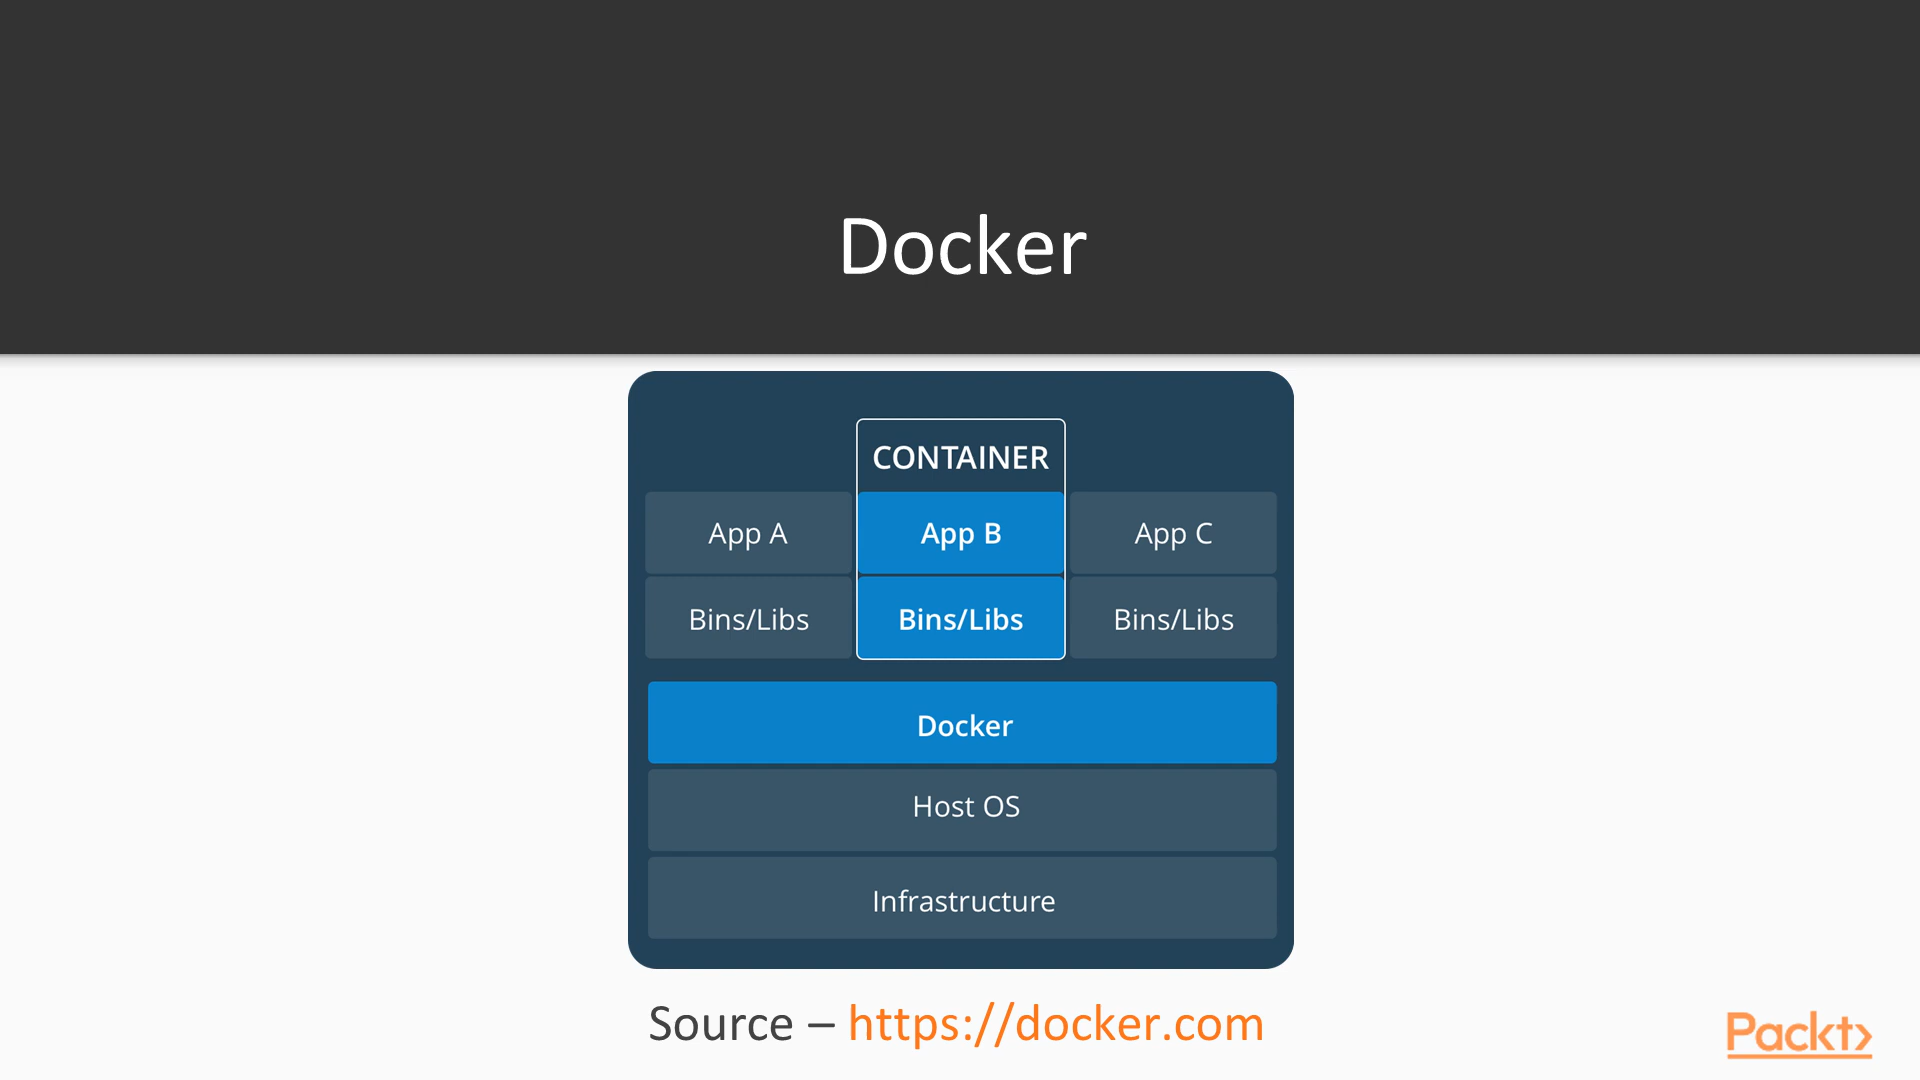 Docker
CONTAINER
App A App B App C
Bins/Libs Bins/Libs Bins/Libs
Docker
Host OS
Infrastructure
Source – https://docker.com
Packt>